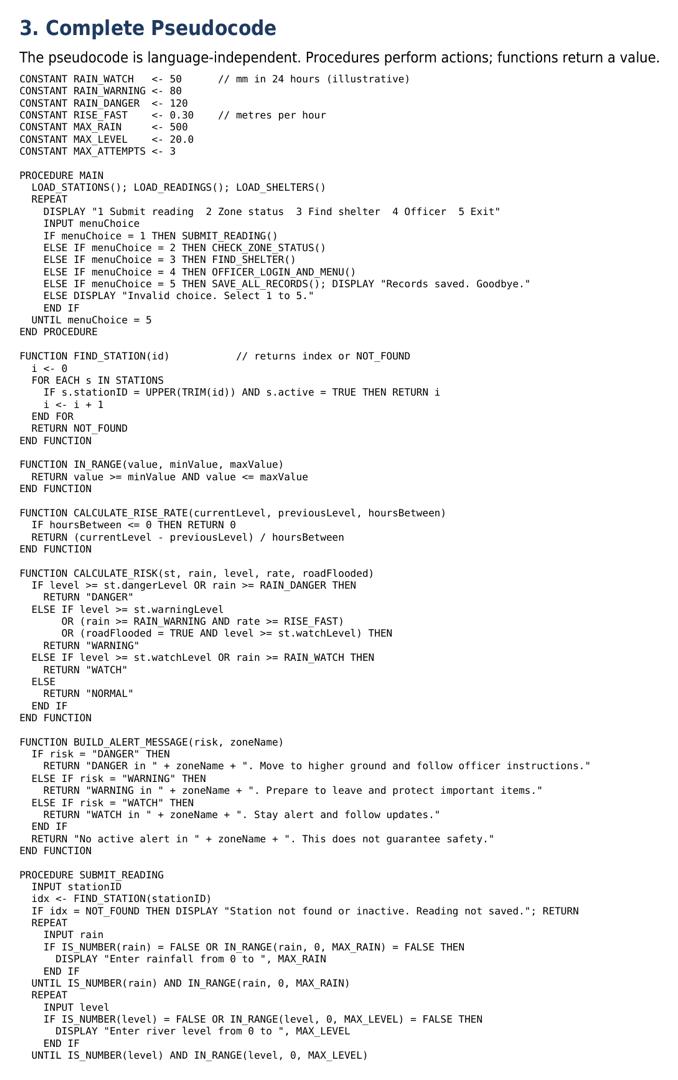 3. Complete Pseudocode
The pseudocode is language-independent. Procedures perform actions; functions return a value.
CONSTANT RAIN_WATCH   <- 50      // mm in 24 hours (illustrative)
CONSTANT RAIN_WARNING <- 80
CONSTANT RAIN_DANGER  <- 120
CONSTANT RISE_FAST    <- 0.30    // metres per hour
CONSTANT MAX_RAIN     <- 500
CONSTANT MAX_LEVEL    <- 20.0
CONSTANT MAX_ATTEMPTS <- 3

PROCEDURE MAIN
  LOAD_STATIONS(); LOAD_READINGS(); LOAD_SHELTERS()
  REPEAT
    DISPLAY "1 Submit reading  2 Zone status  3 Find shelter  4 Officer  5 Exit"
    INPUT menuChoice
    IF menuChoice = 1 THEN SUBMIT_READING()
    ELSE IF menuChoice = 2 THEN CHECK_ZONE_STATUS()
    ELSE IF menuChoice = 3 THEN FIND_SHELTER()
    ELSE IF menuChoice = 4 THEN OFFICER_LOGIN_AND_MENU()
    ELSE IF menuChoice = 5 THEN SAVE_ALL_RECORDS(); DISPLAY "Records saved. Goodbye."
    ELSE DISPLAY "Invalid choice. Select 1 to 5."
    END IF
  UNTIL menuChoice = 5
END PROCEDURE

FUNCTION FIND_STATION(id)           // returns index or NOT_FOUND
  i <- 0
  FOR EACH s IN STATIONS
    IF s.stationID = UPPER(TRIM(id)) AND s.active = TRUE THEN RETURN i
    i <- i + 1
  END FOR
  RETURN NOT_FOUND
END FUNCTION

FUNCTION IN_RANGE(value, minValue, maxValue)
  RETURN value >= minValue AND value <= maxValue
END FUNCTION

FUNCTION CALCULATE_RISE_RATE(currentLevel, previousLevel, hoursBetween)
  IF hoursBetween <= 0 THEN RETURN 0
  RETURN (currentLevel - previousLevel) / hoursBetween
END FUNCTION

FUNCTION CALCULATE_RISK(st, rain, level, rate, roadFlooded)
  IF level >= st.dangerLevel OR rain >= RAIN_DANGER THEN
    RETURN "DANGER"
  ELSE IF level >= st.warningLevel
       OR (rain >= RAIN_WARNING AND rate >= RISE_FAST)
       OR (roadFlooded = TRUE AND level >= st.watchLevel) THEN
    RETURN "WARNING"
  ELSE IF level >= st.watchLevel OR rain >= RAIN_WATCH THEN
    RETURN "WATCH"
  ELSE
    RETURN "NORMAL"
  END IF
END FUNCTION

FUNCTION BUILD_ALERT_MESSAGE(risk, zoneName)
  IF risk = "DANGER" THEN
    RETURN "DANGER in " + zoneName + ". Move to higher ground and follow officer instructions."
  ELSE IF risk = "WARNING" THEN
    RETURN "WARNING in " + zoneName + ". Prepare to leave and protect important items."
  ELSE IF risk = "WATCH" THEN
    RETURN "WATCH in " + zoneName + ". Stay alert and follow updates."
  END IF
  RETURN "No active alert in " + zoneName + ". This does not guarantee safety."
END FUNCTION

PROCEDURE SUBMIT_READING
  INPUT stationID
  idx <- FIND_STATION(stationID)
  IF idx = NOT_FOUND THEN DISPLAY "Station not found or inactive. Reading not saved."; RETURN
  REPEAT
    INPUT rain
    IF IS_NUMBER(rain) = FALSE OR IN_RANGE(rain, 0, MAX_RAIN) = FALSE THEN
      DISPLAY "Enter rainfall from 0 to ", MAX_RAIN
    END IF
  UNTIL IS_NUMBER(rain) AND IN_RANGE(rain, 0, MAX_RAIN)
  REPEAT
    INPUT level
    IF IS_NUMBER(level) = FALSE OR IN_RANGE(level, 0, MAX_LEVEL) = FALSE THEN
      DISPLAY "Enter river level from 0 to ", MAX_LEVEL
    END IF
  UNTIL IS_NUMBER(level) AND IN_RANGE(level, 0, MAX_LEVEL)